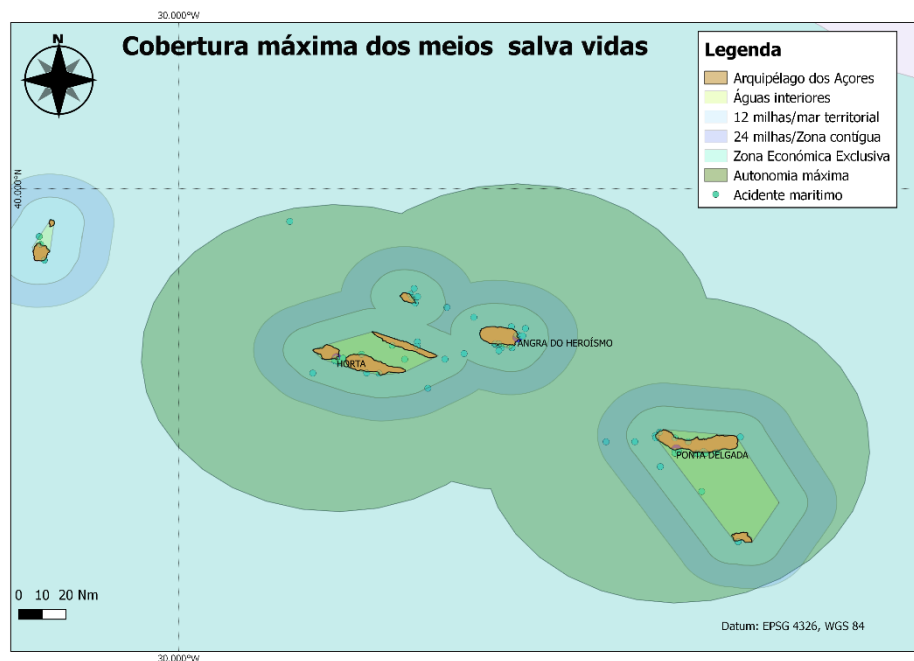 30.000°W
Cobertura máxima dos meios salva vidas
N
Legenda
Arquipélago dos Açores
Águas interiores
12 milhas/mar territorial
24 milhas/Zona contígua
Zona Económica Exclusiva
Autonomia máxima
Acidente maritimo
40.000°N
ANGRA DO HEROÍSMO
HORTA
PONTA DELGADA
0 10 20 Nm
Datum: EPSG 4326, WGS 84
30.000°W